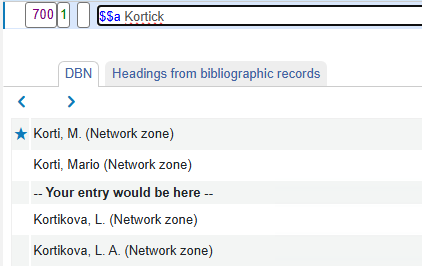 700 1 $$a Kortick
DBN Headings from bibliographic records
Korti, M. (Network zone)
Korti, Mario (Network zone)
-- Your entry would be here --
Kortikova, L. (Network zone)
Kortikova, L. A. (Network zone)